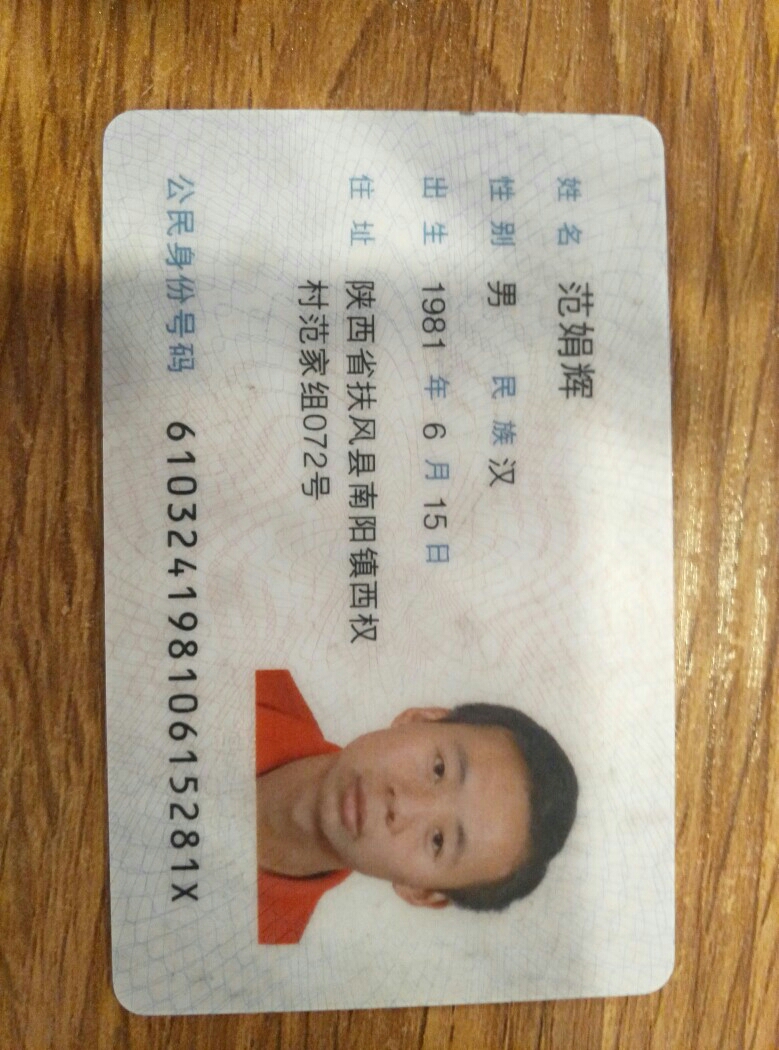 姓名 范娟辉
性别 男 民族 汉
出生 1981 年 6 月 15 日
住址 陕西省扶风县南阳镇西权
村范家组072号
公民身份号码 61032419810615281X